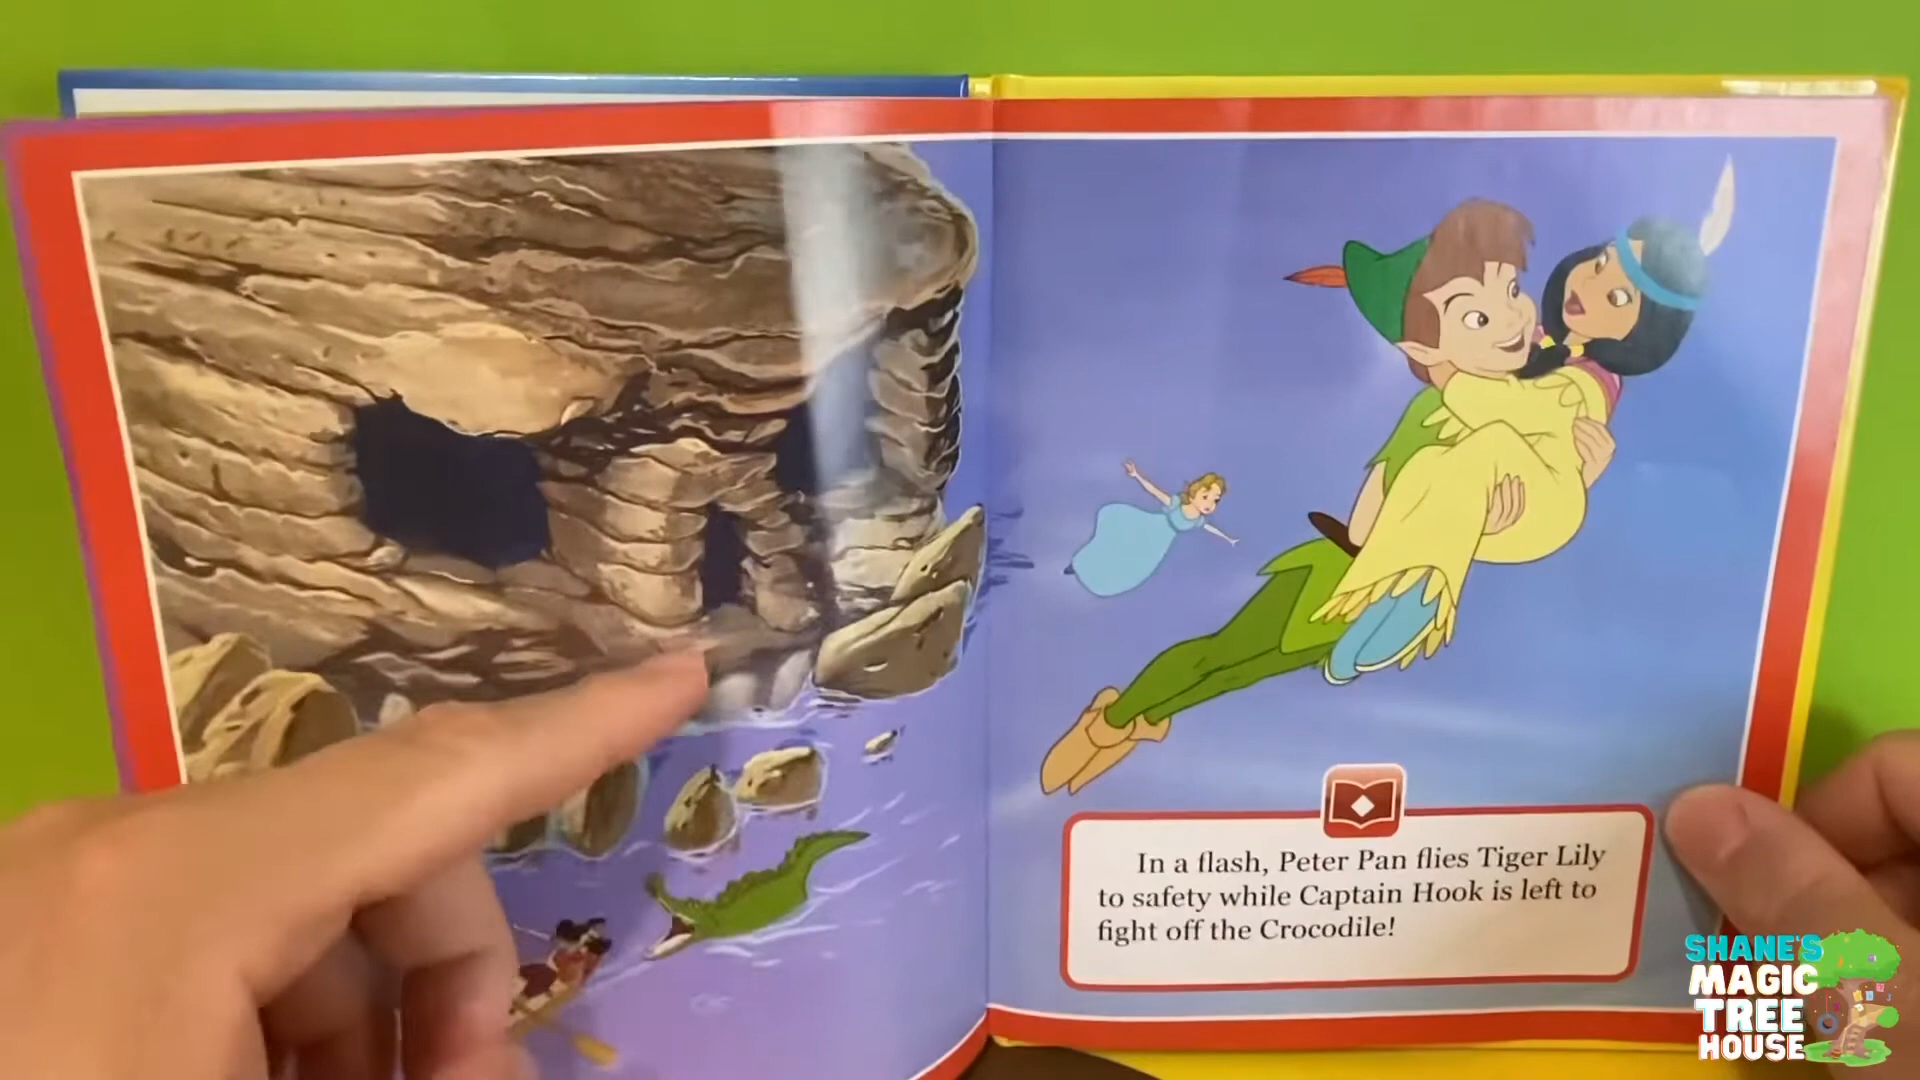 In a flash, Peter Pan flies Tiger Lily
to safety while Captain Hook is left to
fight off the Crocodile!
SHANE'S
MAGIC
TREE
HOUSE